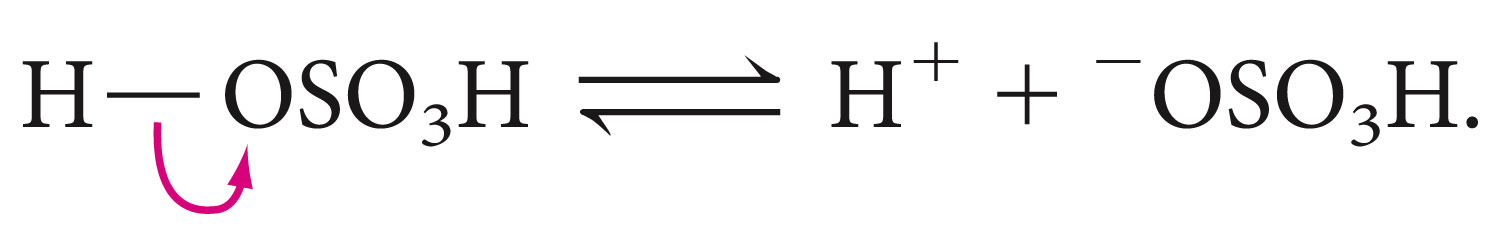 H—OSO₃H ⇌ H⁺ + ⁻OSO₃H.